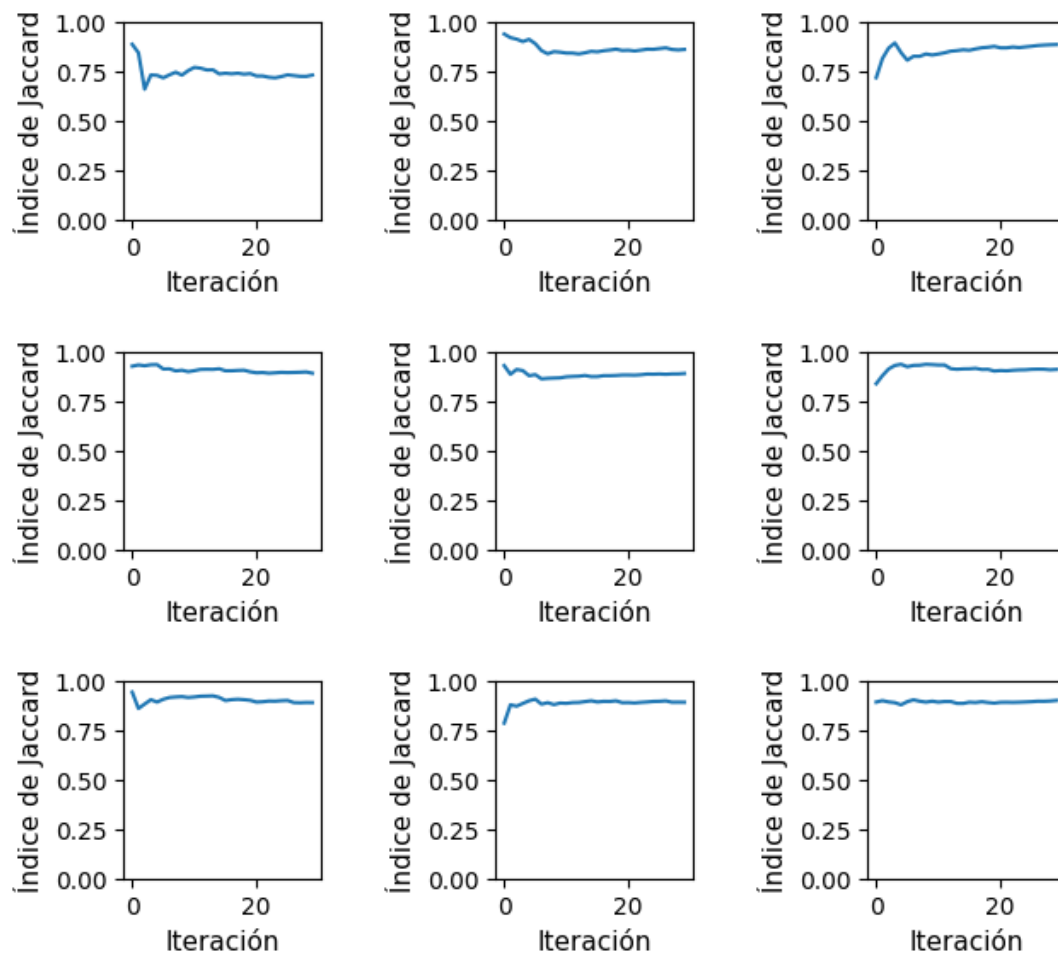 1.00 1.00 1.00
0.75 0.75 0.75
0.50 0.50 0.50
0.25 0.25 0.25
0.00 0.00 0.00
Índice de Jaccard Índice de Jaccard Índice de Jaccard
0 20 0 20 0 20
Iteración Iteración Iteración
1.00 1.00 1.00
0.75 0.75 0.75
0.50 0.50 0.50
0.25 0.25 0.25
0.00 0.00 0.00
Índice de Jaccard Índice de Jaccard Índice de Jaccard
0 20 0 20 0 20
Iteración Iteración Iteración
1.00 1.00 1.00
0.75 0.75 0.75
0.50 0.50 0.50
0.25 0.25 0.25
0.00 0.00 0.00
Índice de Jaccard Índice de Jaccard Índice de Jaccard
0 20 0 20 0 20
Iteración Iteración Iteración